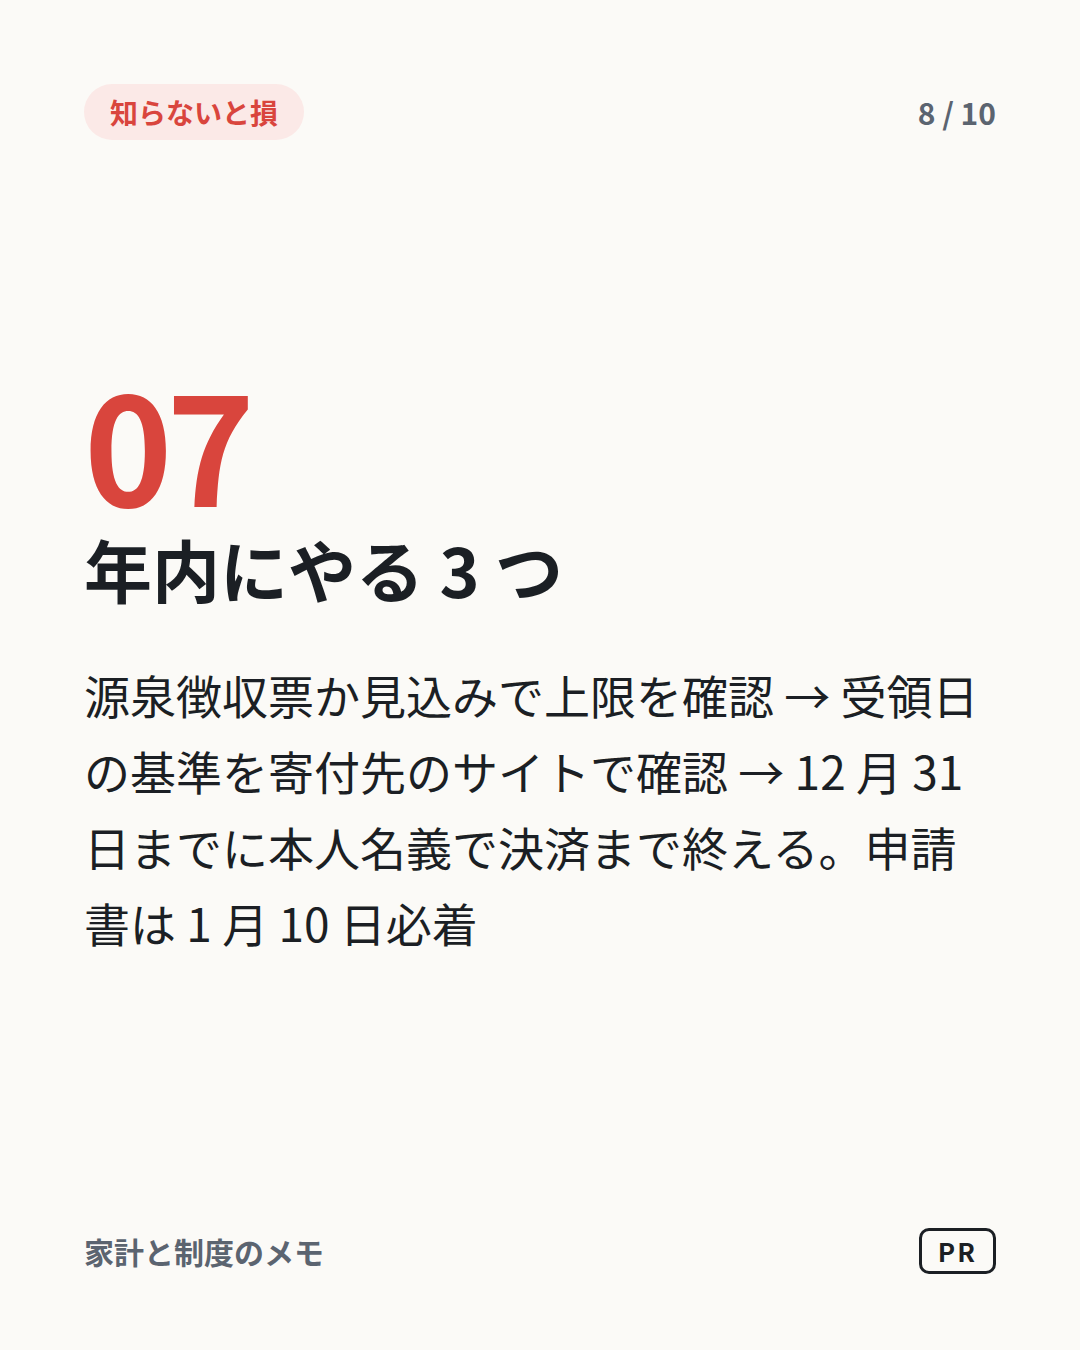 知らないと損
8 / 10
07
年内にやる 3 つ
源泉徴収票か見込みで上限を確認 → 受領日
の基準を寄付先のサイトで確認 → 12 月 31
日までに本人名義で決済まで終える。申請
書は 1 月 10 日必着
家計と制度のメモ
PR